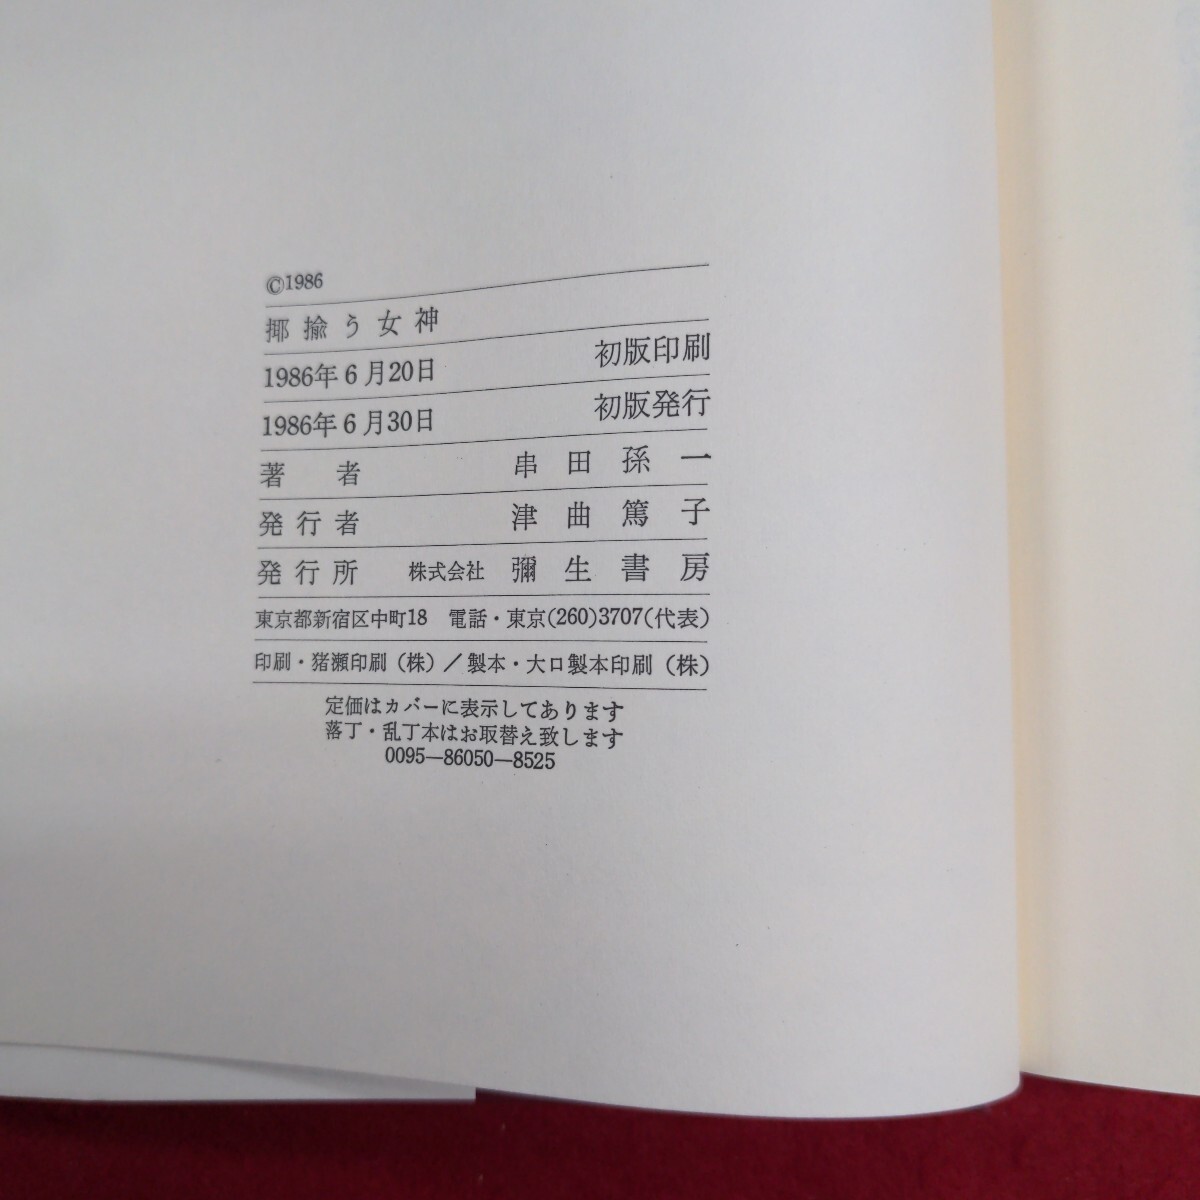 ©1986
揶揄う女神
1986年6月20日 初版印刷
1986年6月30日 初版発行
著者 串田孫一
発行者 津曲篤子
発行所 株式会社 彌生書房
東京都新宿区中町18 電話・東京(260)3707(代表)
印刷・猪瀬印刷（株）／製本・大口製本印刷（株）
定価はカバーに表示してあります
落丁・乱丁本はお取替え致します
0095—86050—8525